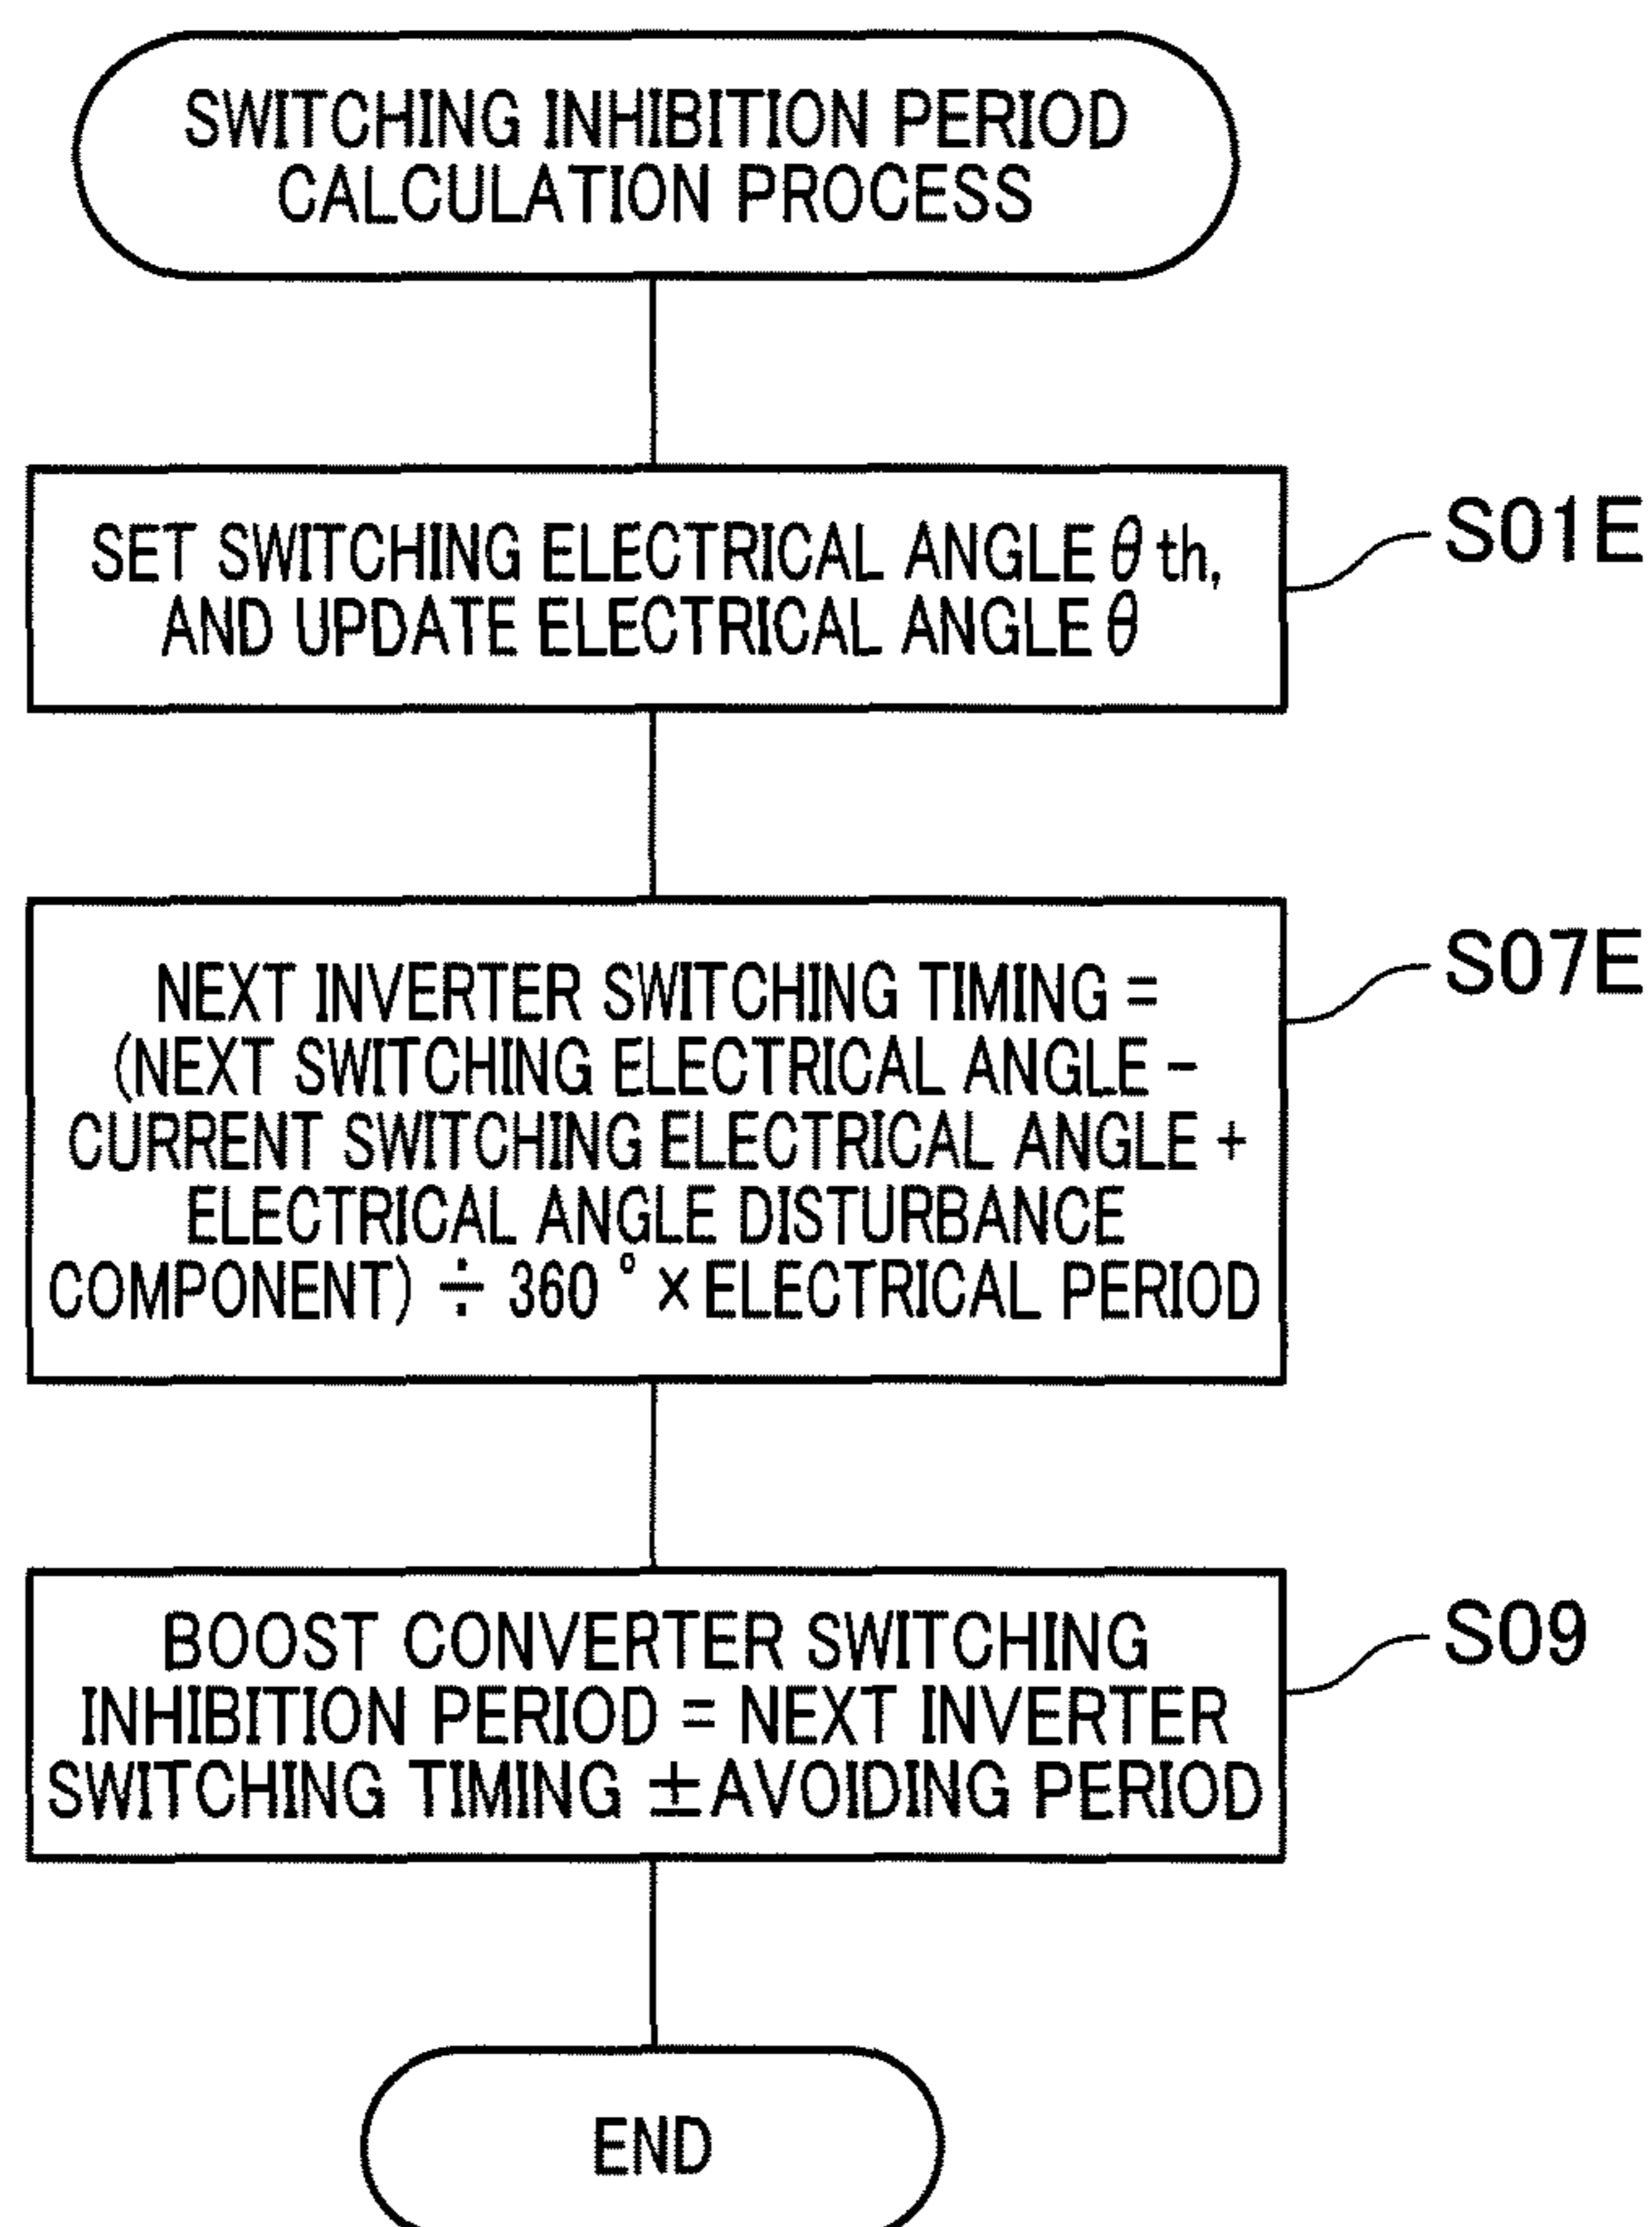 SWITCHING INHIBITION PERIOD
CALCULATION PROCESS
SET SWITCHING ELECTRICAL ANGLE θ th,
AND UPDATE ELECTRICAL ANGLE θ
S01E
NEXT INVERTER SWITCHING TIMING =
(NEXT SWITCHING ELECTRICAL ANGLE -
CURRENT SWITCHING ELECTRICAL ANGLE +
ELECTRICAL ANGLE DISTURBANCE
COMPONENT) ÷ 360° × ELECTRICAL PERIOD
S07E
BOOST CONVERTER SWITCHING
INHIBITION PERIOD = NEXT INVERTER
SWITCHING TIMING ± AVOIDING PERIOD
S09
END